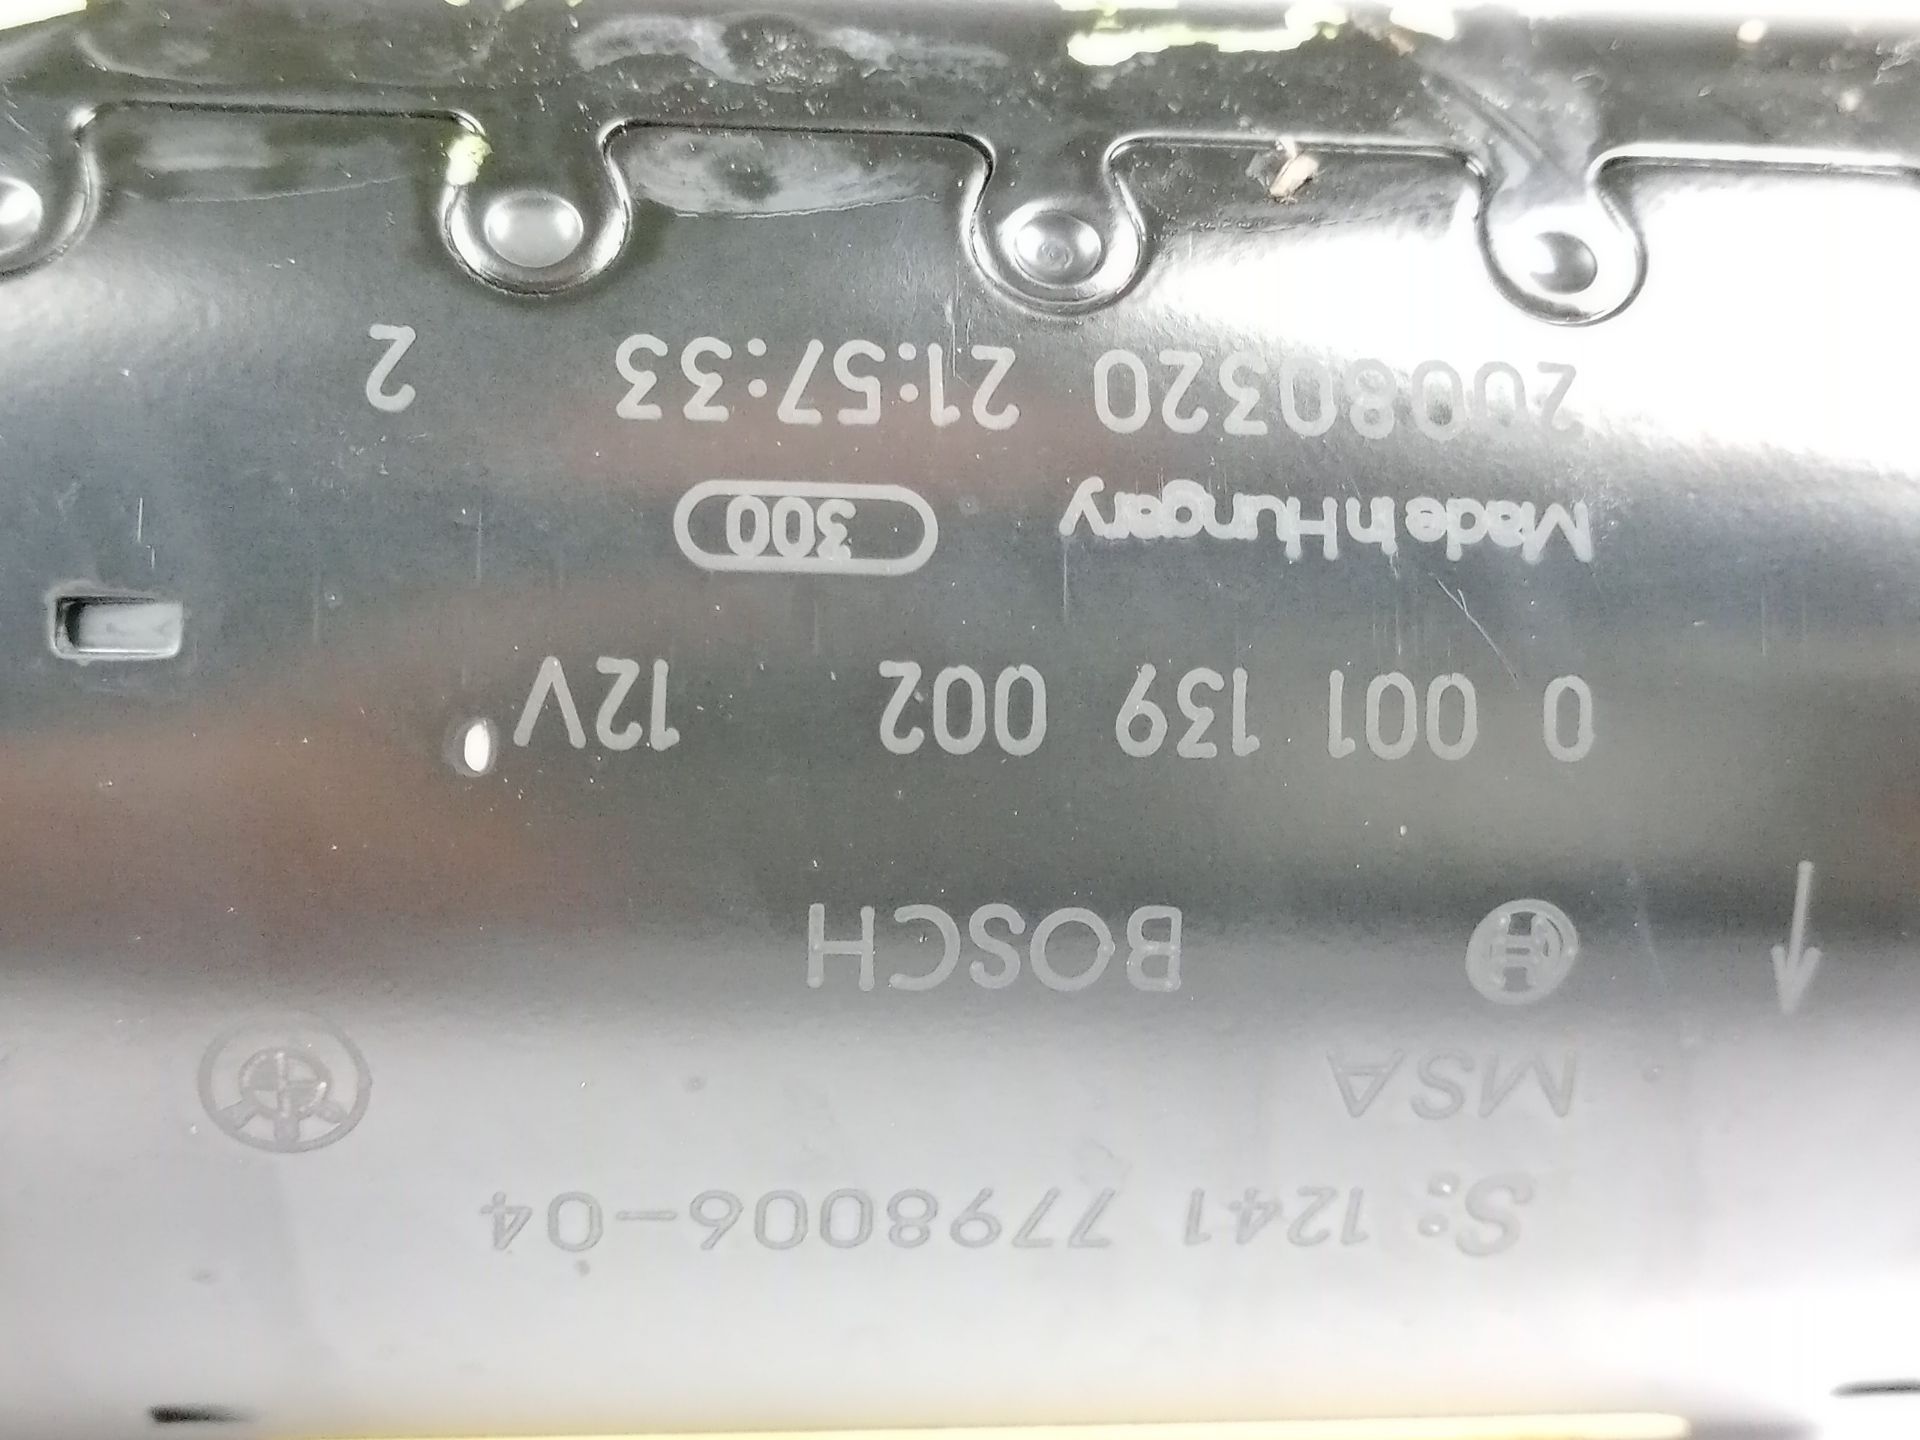 S: 1241 7798006-04
MSA
BOSCH
0 001 139 002 12V
Made in Hungary 300
20080320 21:57:33 2